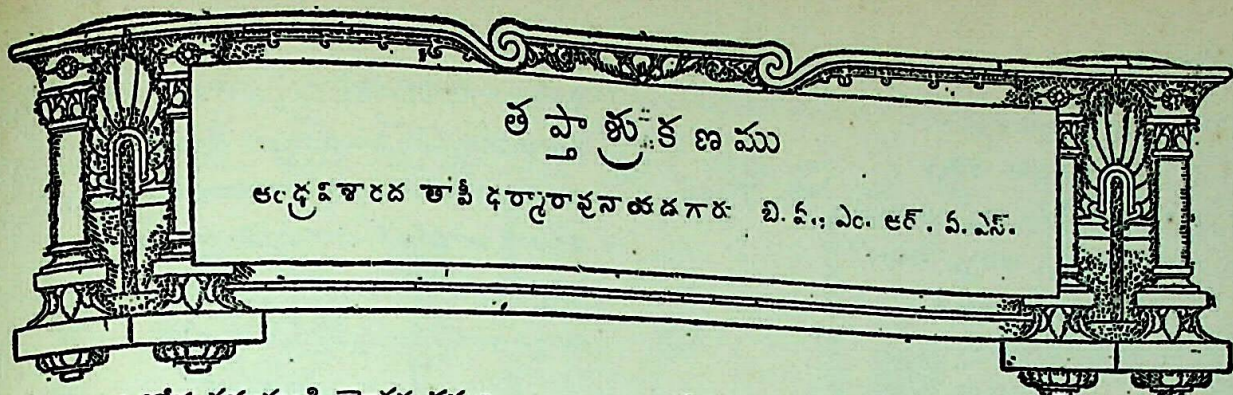 తప్తాశ్రుకణము
ఆంధ్రవిశారద తాపీ ధర్మారావునాయడుగారు బి. ఏ.; ఎం. ఆర్. ఏ. ఎస్.